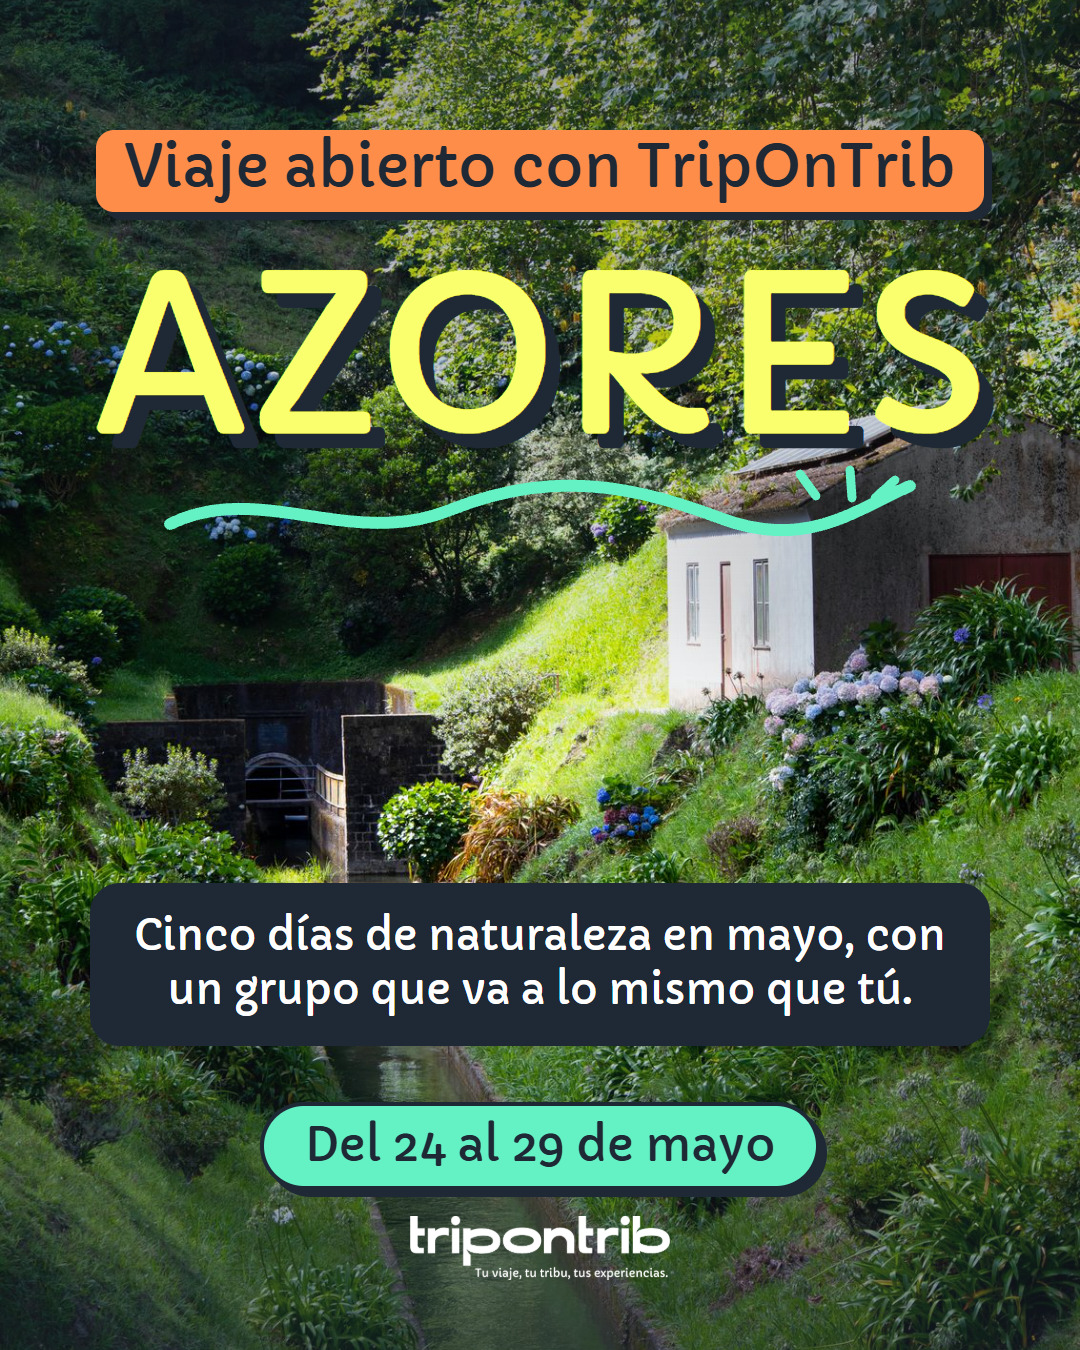 Viaje abierto con TripOnTrib
AZORES
Cinco días de naturaleza en mayo, con
un grupo que va a lo mismo que tú.
Del 24 al 29 de mayo
tripontrib
Tu viaje, tu tribu, tus experiencias.